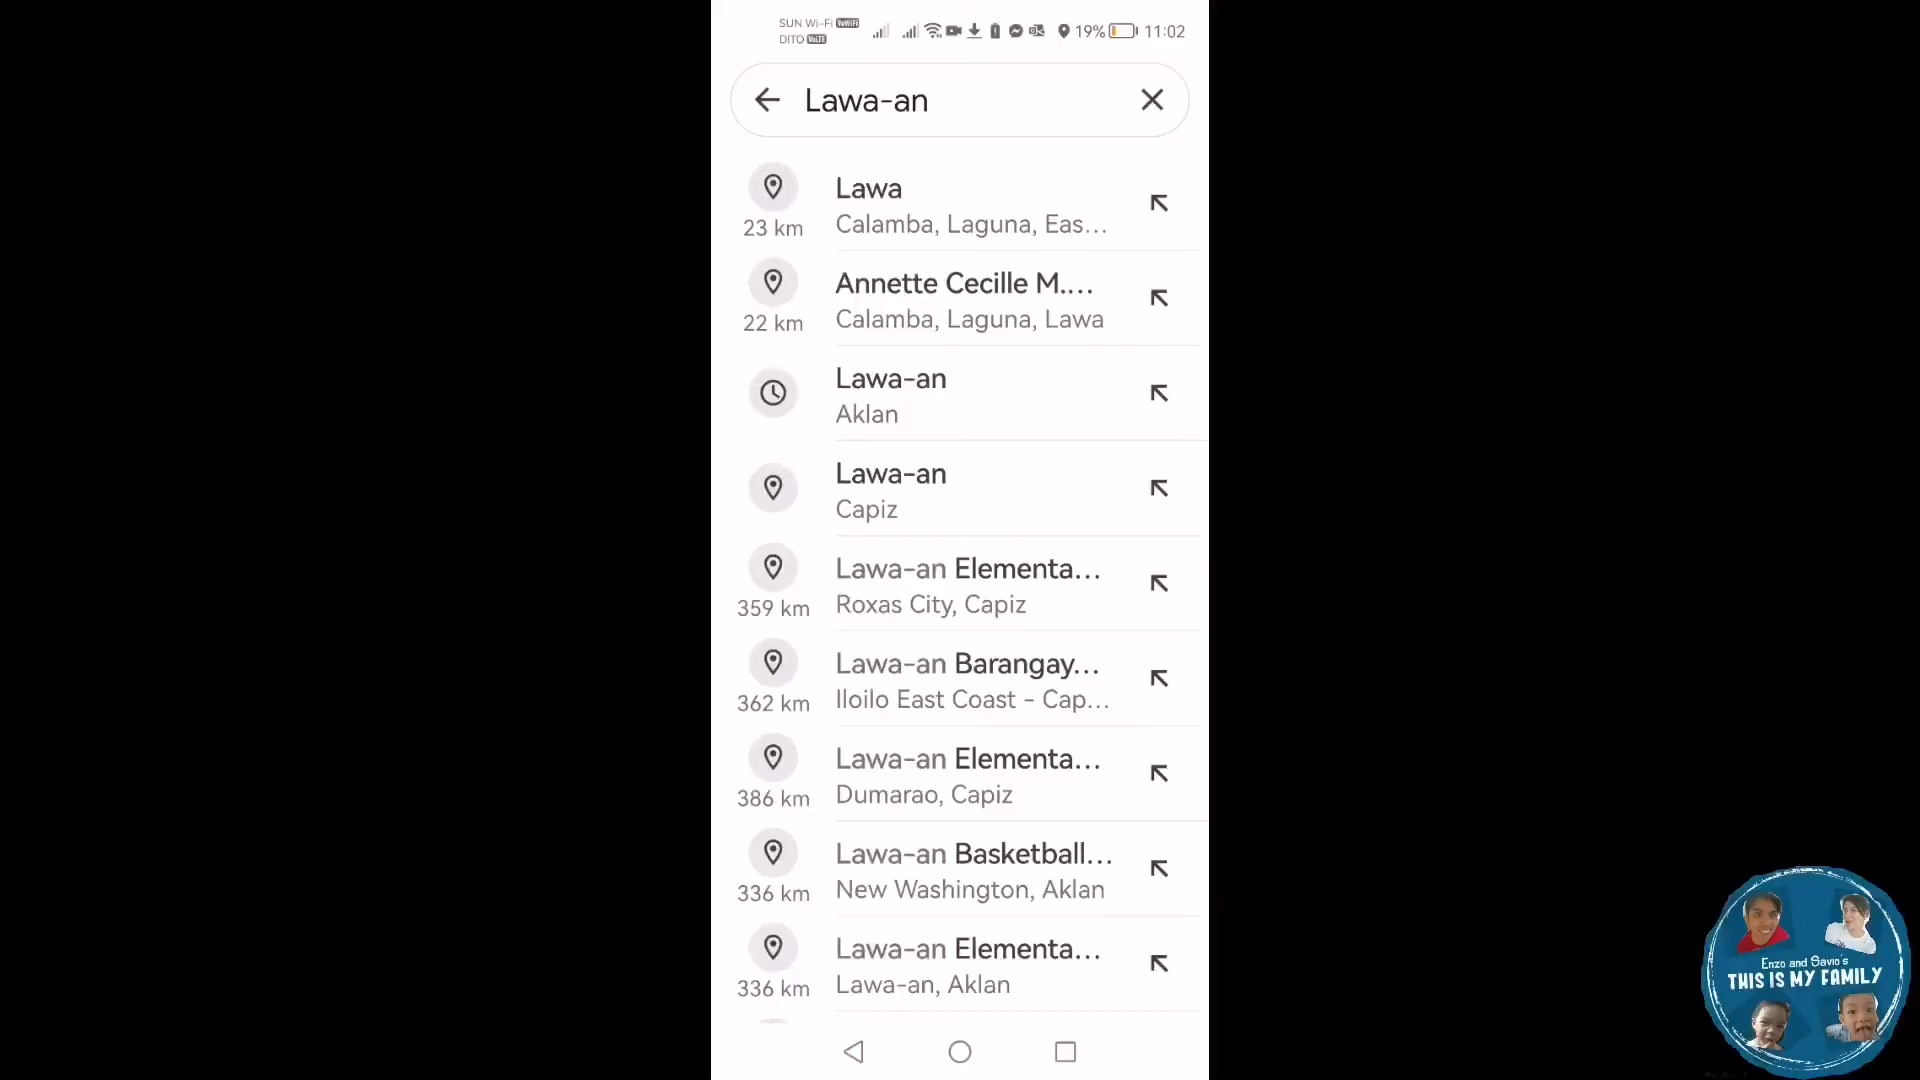 SUN Wi-Fi VoWiFi
DITO VoLTE
19%
11:02
Lawa-an
Lawa
Calamba, Laguna, Eas...
23 km
Annette Cecille M....
Calamba, Laguna, Lawa
22 km
Lawa-an
Aklan
Lawa-an
Capiz
Lawa-an Elementa...
Roxas City, Capiz
359 km
Lawa-an Barangay...
Iloilo East Coast - Cap...
362 km
Lawa-an Elementa...
Dumarao, Capiz
386 km
Lawa-an Basketball...
New Washington, Aklan
336 km
Lawa-an Elementa...
Lawa-an, Aklan
336 km
Enzo and Savio's
THIS IS MY FAMILY